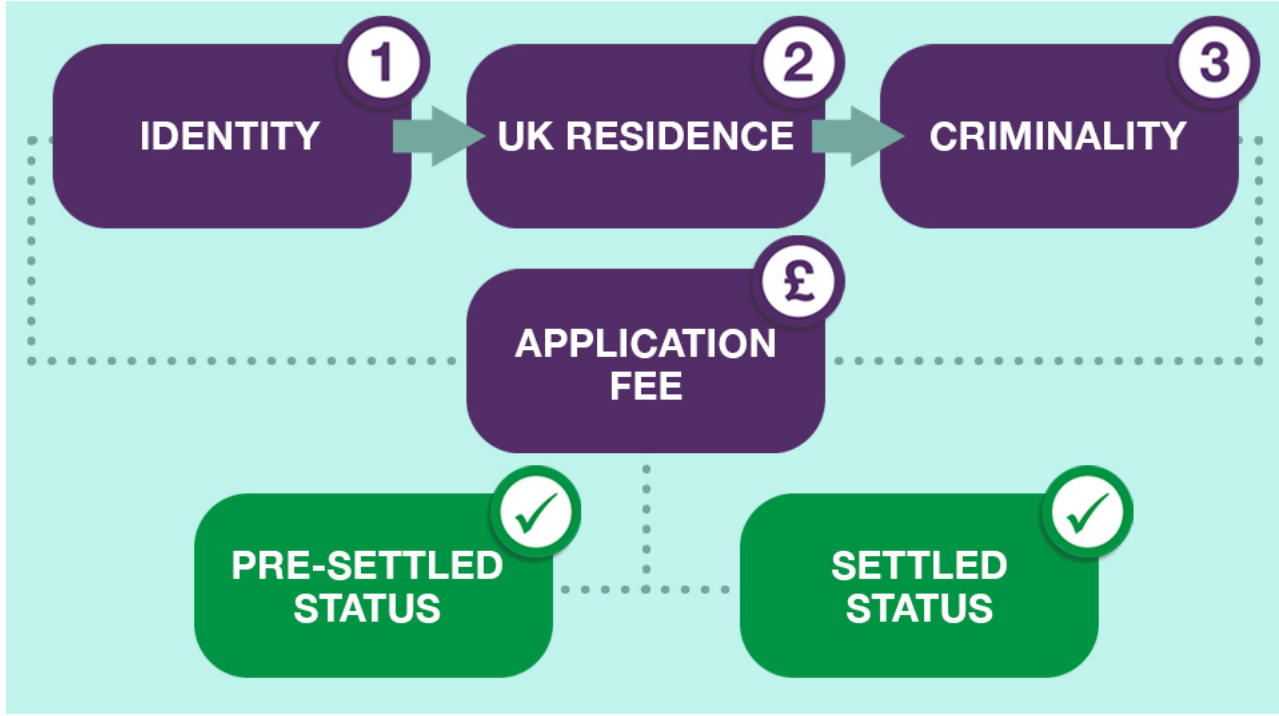 1
IDENTITY
2
UK RESIDENCE
3
CRIMINALITY
£
APPLICATION
FEE
PRE-SETTLED
STATUS
SETTLED
STATUS